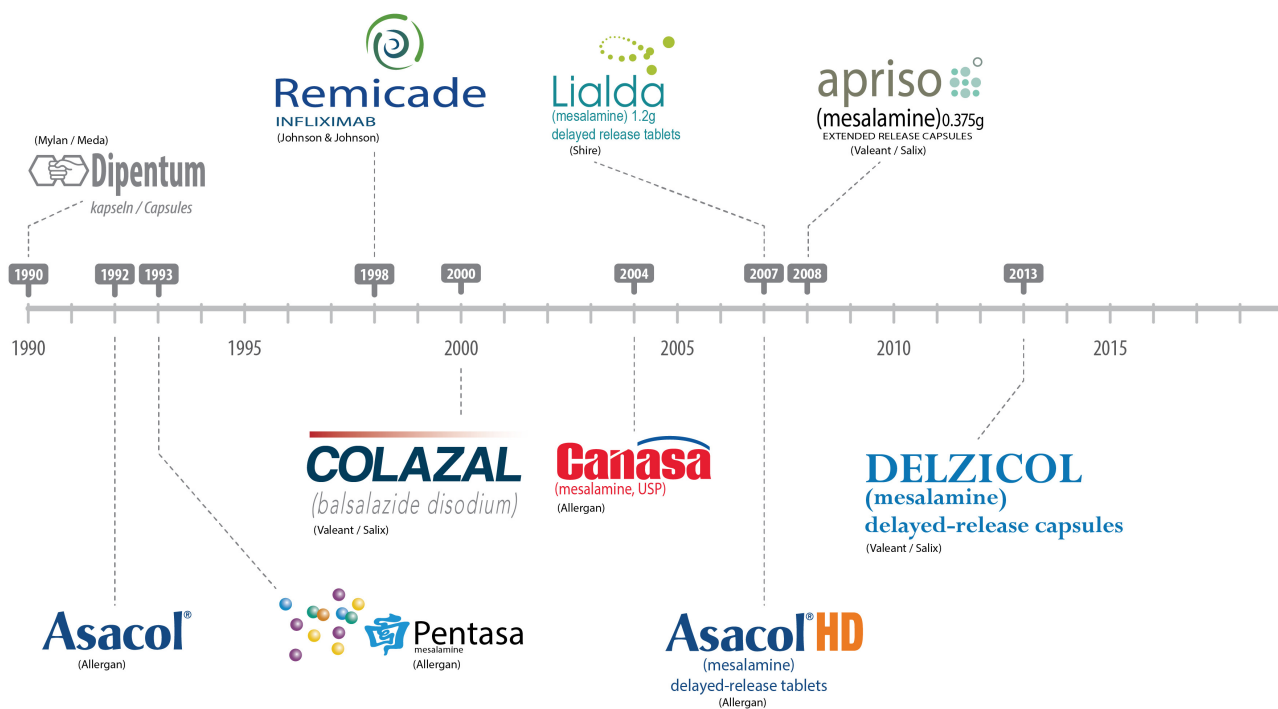 Remicade
INFLIXIMAB
(Johnson & Johnson)
Lialda
(mesalamine) 1.2g
delayed release tablets
(Shire)
apriso
(mesalamine) 0.375g
EXTENDED RELEASE CAPSULES
(Valeant / Salix)
(Mylan / Meda)
Dipentum
kapseln / Capsules
1990 1992 1993 1998 2000 2004 2007 2008 2013
1990 1995 2000 2005 2010 2015
COLAZAL
(balsalazide disodium)
(Valeant / Salix)
Canasa
(mesalamine, USP)
(Allergan)
DELZICOL
(mesalamine)
delayed-release capsules
(Valeant / Salix)
Asacol®
(Allergan)
Pentasa
mesalamine
(Allergan)
Asacol® HD
(mesalamine)
delayed-release tablets
(Allergan)